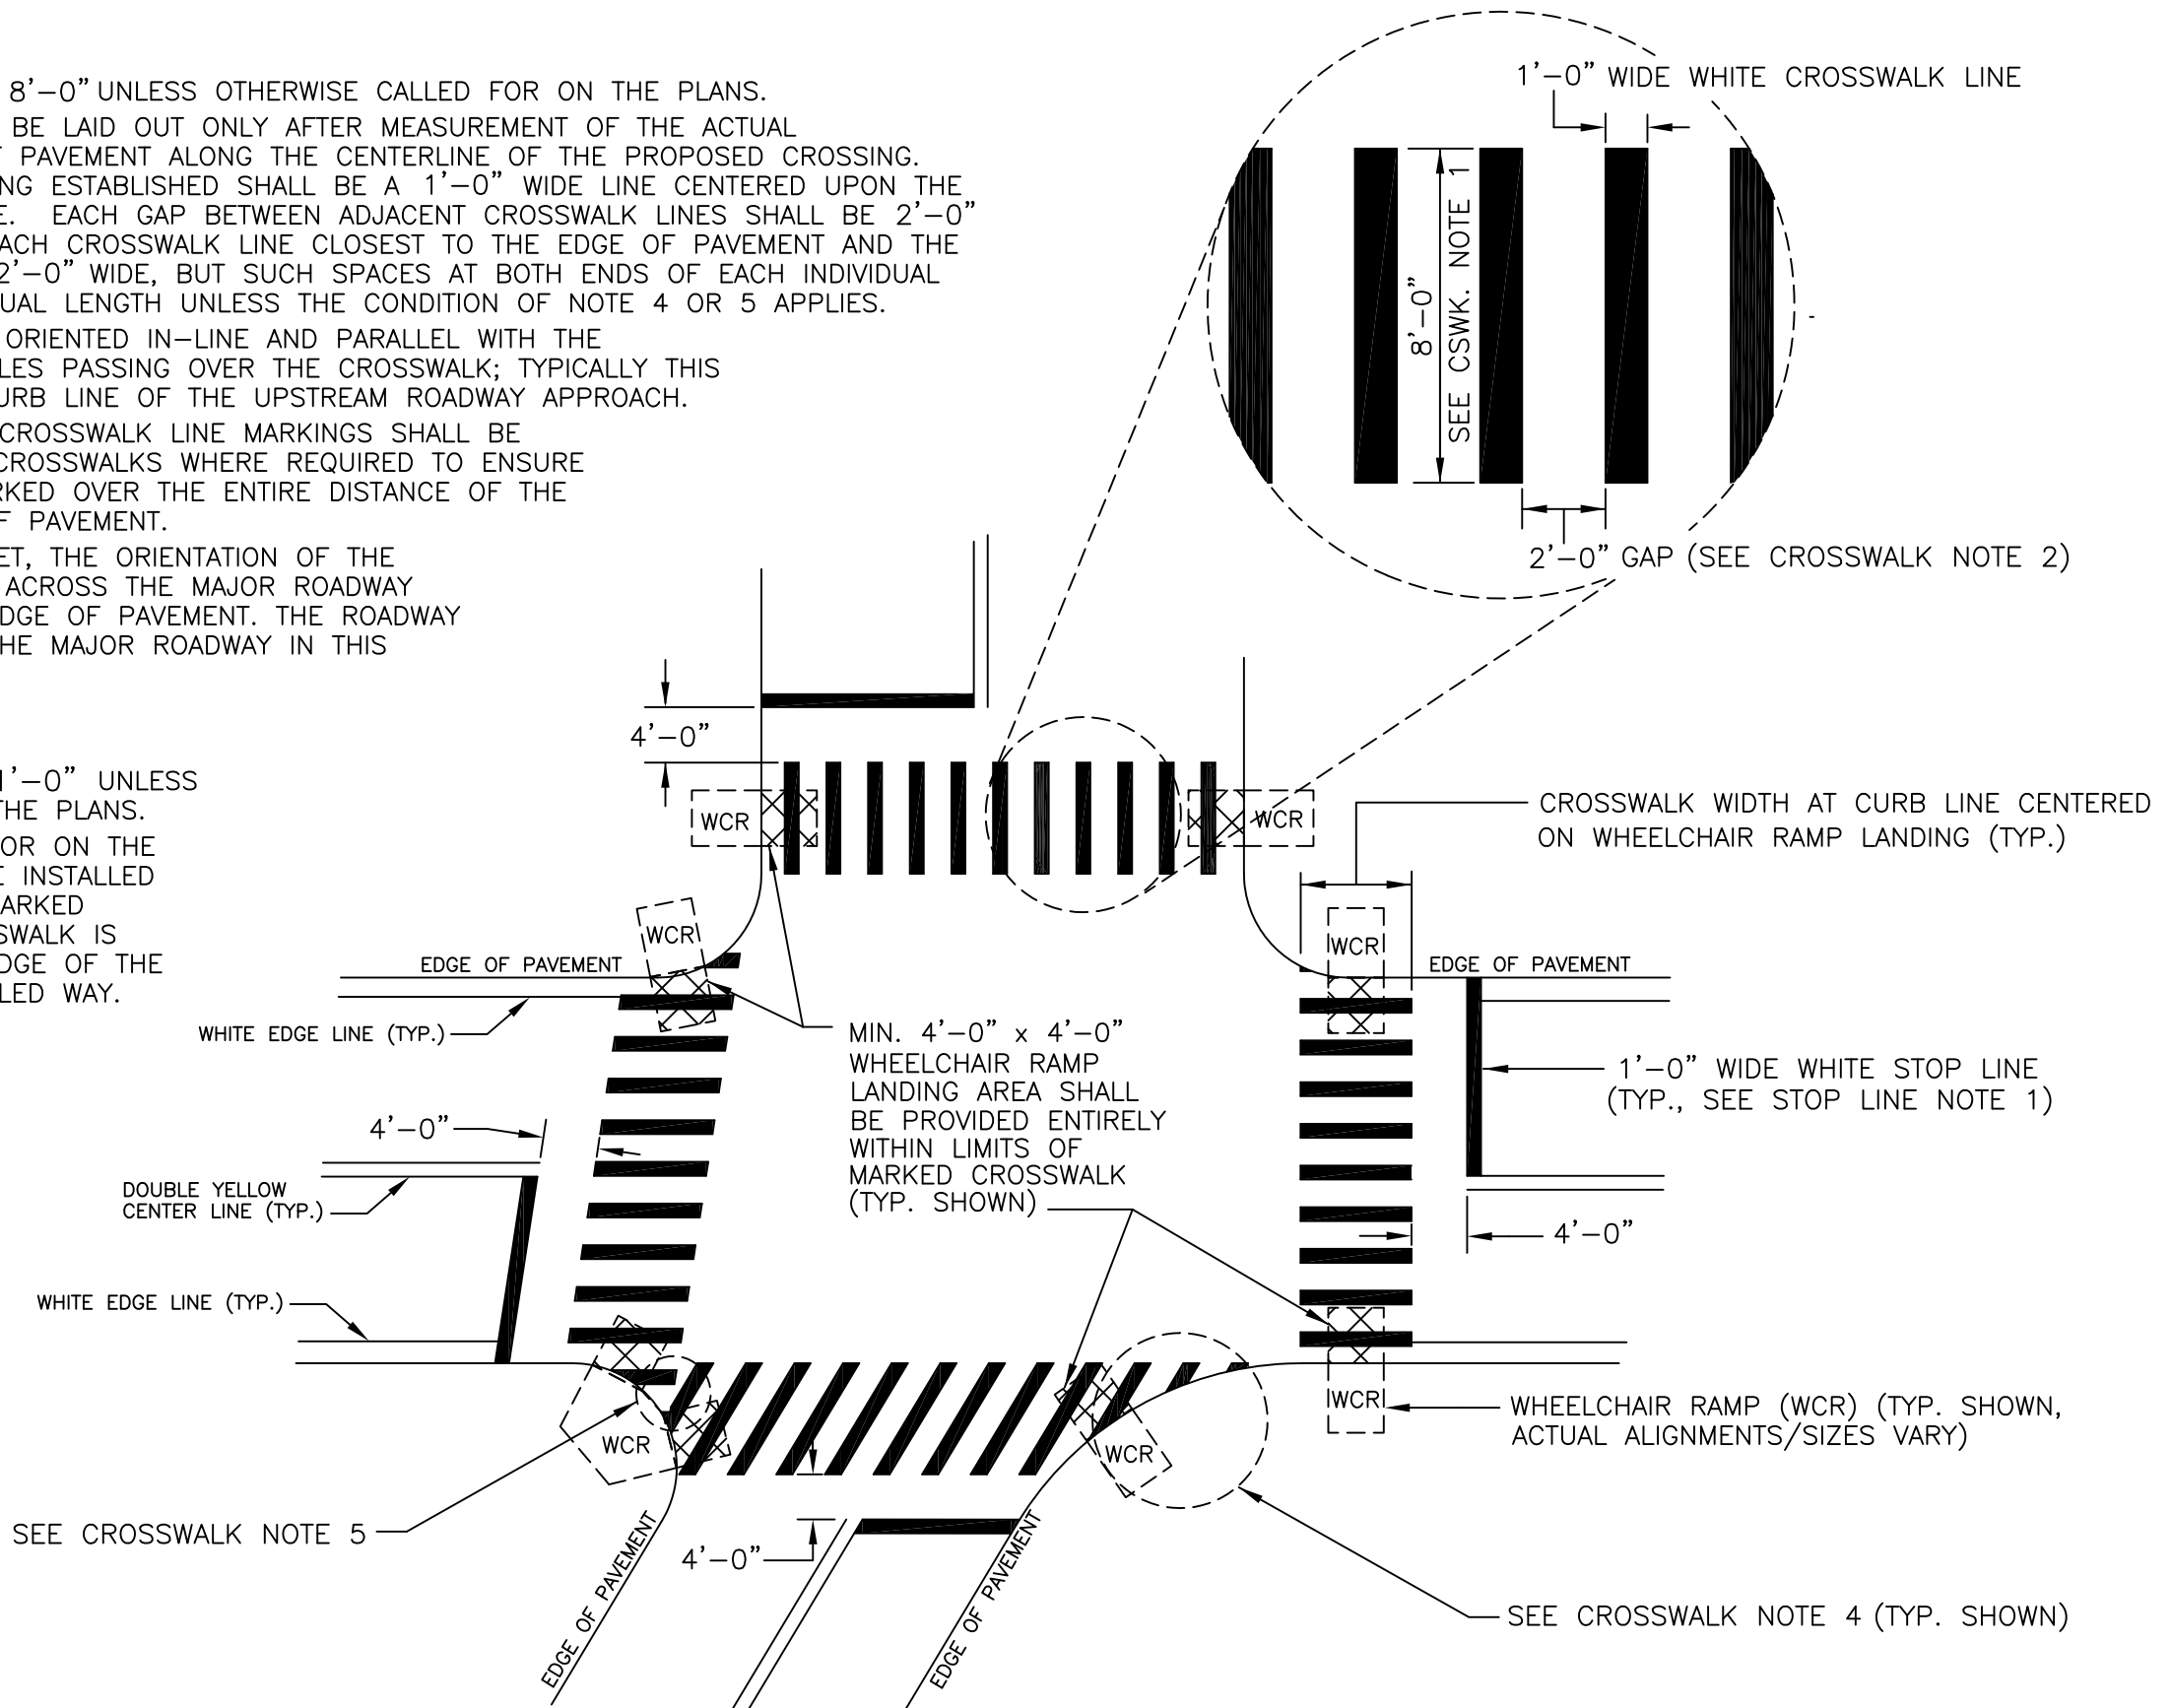 8'-0" UNLESS OTHERWISE CALLED FOR ON THE PLANS.
BE LAID OUT ONLY AFTER MEASUREMENT OF THE ACTUAL
PAVEMENT ALONG THE CENTERLINE OF THE PROPOSED CROSSING.
NG ESTABLISHED SHALL BE A 1'-0" WIDE LINE CENTERED UPON THE
E. EACH GAP BETWEEN ADJACENT CROSSWALK LINES SHALL BE 2'-0"
ACH CROSSWALK LINE CLOSEST TO THE EDGE OF PAVEMENT AND THE
2'-0" WIDE, BUT SUCH SPACES AT BOTH ENDS OF EACH INDIVIDUAL
UAL LENGTH UNLESS THE CONDITION OF NOTE 4 OR 5 APPLIES.
ORIENTED IN-LINE AND PARALLEL WITH THE
LES PASSING OVER THE CROSSWALK; TYPICALLY THIS
URB LINE OF THE UPSTREAM ROADWAY APPROACH.
CROSSWALK LINE MARKINGS SHALL BE
CROSSWALKS WHERE REQUIRED TO ENSURE
RKED OVER THE ENTIRE DISTANCE OF THE
F PAVEMENT.
ET, THE ORIENTATION OF THE
ACROSS THE MAJOR ROADWAY
EDGE OF PAVEMENT. THE ROADWAY
HE MAJOR ROADWAY IN THIS
1'-0" UNLESS
THE PLANS.
OR ON THE
E INSTALLED
ARKED
SWALK IS
DGE OF THE
LED WAY.
1'-0" WIDE WHITE CROSSWALK LINE
8'-0"
SEE CSWK. NOTE 1
2'-0" GAP (SEE CROSSWALK NOTE 2)
4'-0"
WCR
WCR
CROSSWALK WIDTH AT CURB LINE CENTERED
ON WHEELCHAIR RAMP LANDING (TYP.)
WCR
WCR
EDGE OF PAVEMENT
EDGE OF PAVEMENT
WHITE EDGE LINE (TYP.)
MIN. 4'-0" x 4'-0"
WHEELCHAIR RAMP
LANDING AREA SHALL
BE PROVIDED ENTIRELY
WITHIN LIMITS OF
MARKED CROSSWALK
(TYP. SHOWN)
1'-0" WIDE WHITE STOP LINE
(TYP., SEE STOP LINE NOTE 1)
4'-0"
DOUBLE YELLOW
CENTER LINE (TYP.)
4'-0"
WHITE EDGE LINE (TYP.)
WCR
WCR
WCR
WHEELCHAIR RAMP (WCR) (TYP. SHOWN,
ACTUAL ALIGNMENTS/SIZES VARY)
SEE CROSSWALK NOTE 5
4'-0"
EDGE OF PAVEMENT
EDGE OF PAVEMENT
SEE CROSSWALK NOTE 4 (TYP. SHOWN)